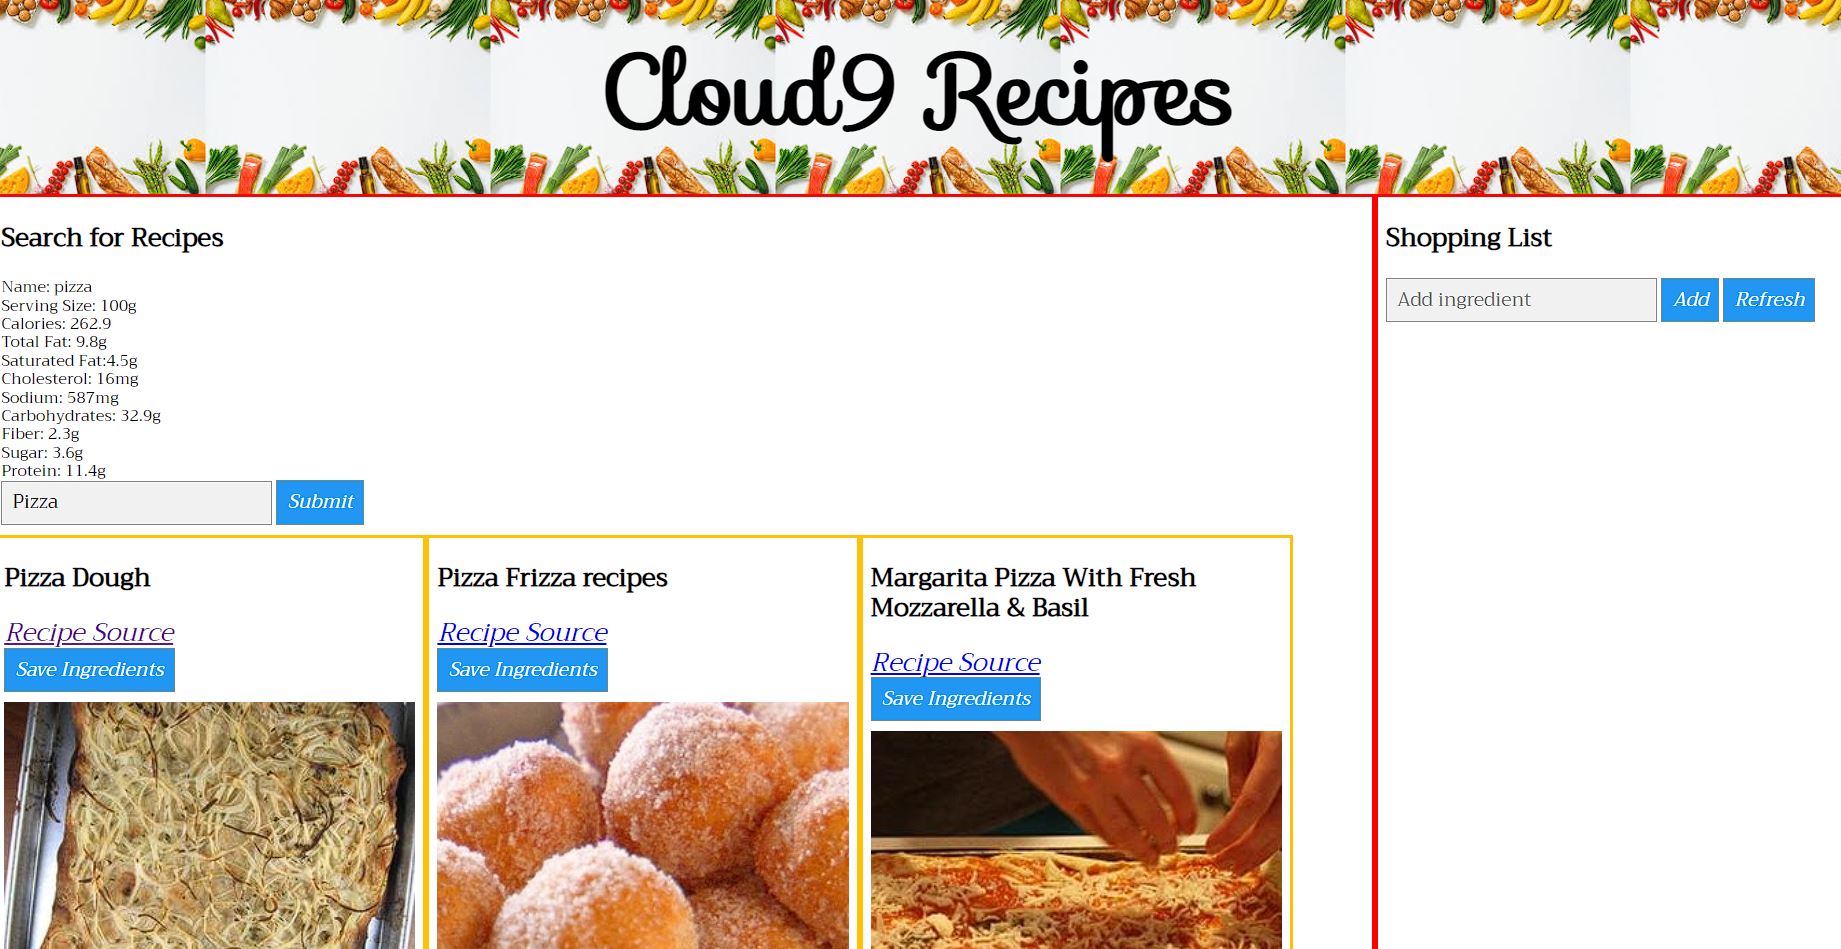 Cloud9 Recipes
Search for Recipes
Name: pizza
Serving Size: 100g
Calories: 262.9
Total Fat: 9.8g
Saturated Fat:4.5g
Cholesterol: 16mg
Sodium: 587mg
Carbohydrates: 32.9g
Fiber: 2.3g
Sugar: 3.6g
Protein: 11.4g
Pizza
Submit
Pizza Dough
Recipe Source
Save Ingredients
Pizza Frizza recipes
Recipe Source
Save Ingredients
Margarita Pizza With Fresh
Mozzarella & Basil
Recipe Source
Save Ingredients
Shopping List
Add ingredient
Add
Refresh